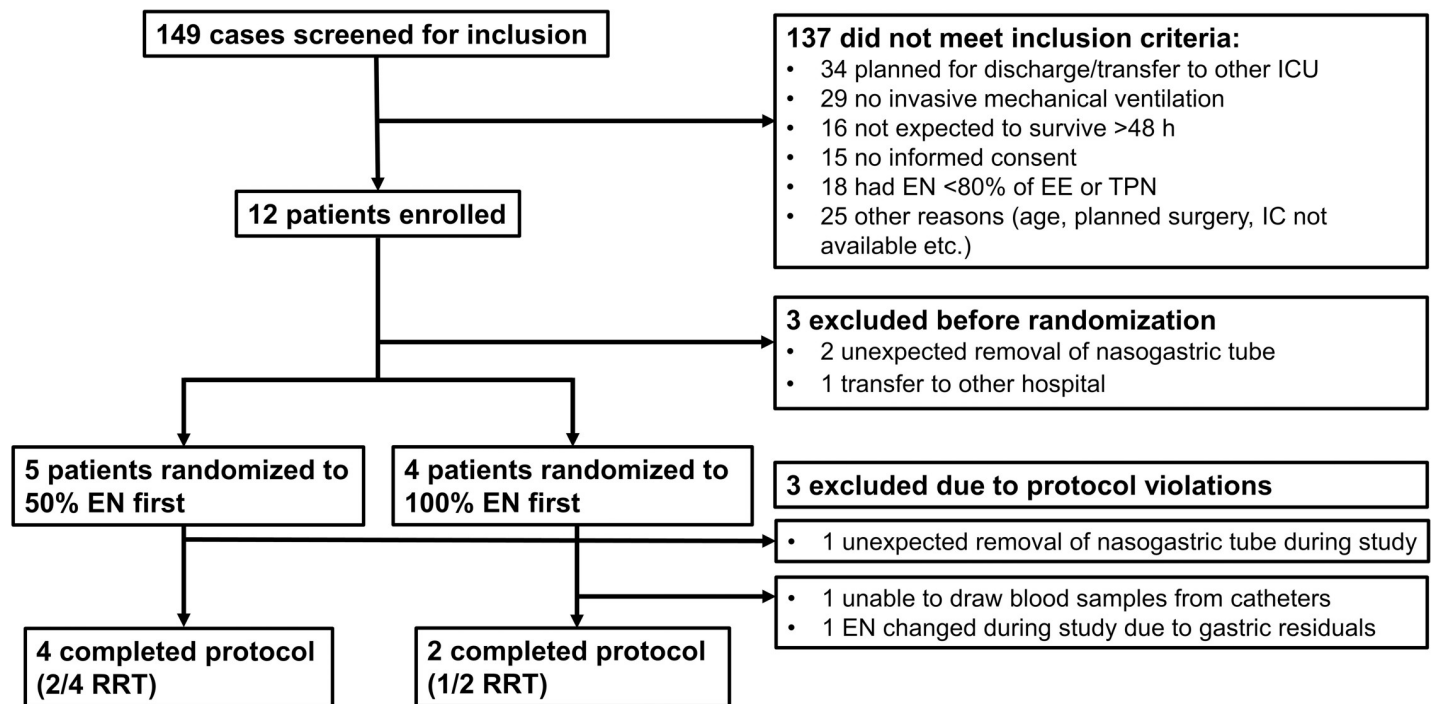 149 cases screened for inclusion
137 did not meet inclusion criteria:
• 34 planned for discharge/transfer to other ICU
• 29 no invasive mechanical ventilation
• 16 not expected to survive >48 h
• 15 no informed consent
• 18 had EN <80% of EE or TPN
• 25 other reasons (age, planned surgery, IC not
available etc.)
12 patients enrolled
3 excluded before randomization
• 2 unexpected removal of nasogastric tube
• 1 transfer to other hospital
5 patients randomized to
50% EN first
4 patients randomized to
100% EN first
3 excluded due to protocol violations
• 1 unexpected removal of nasogastric tube during study
• 1 unable to draw blood samples from catheters
• 1 EN changed during study due to gastric residuals
4 completed protocol
(2/4 RRT)
2 completed protocol
(1/2 RRT)